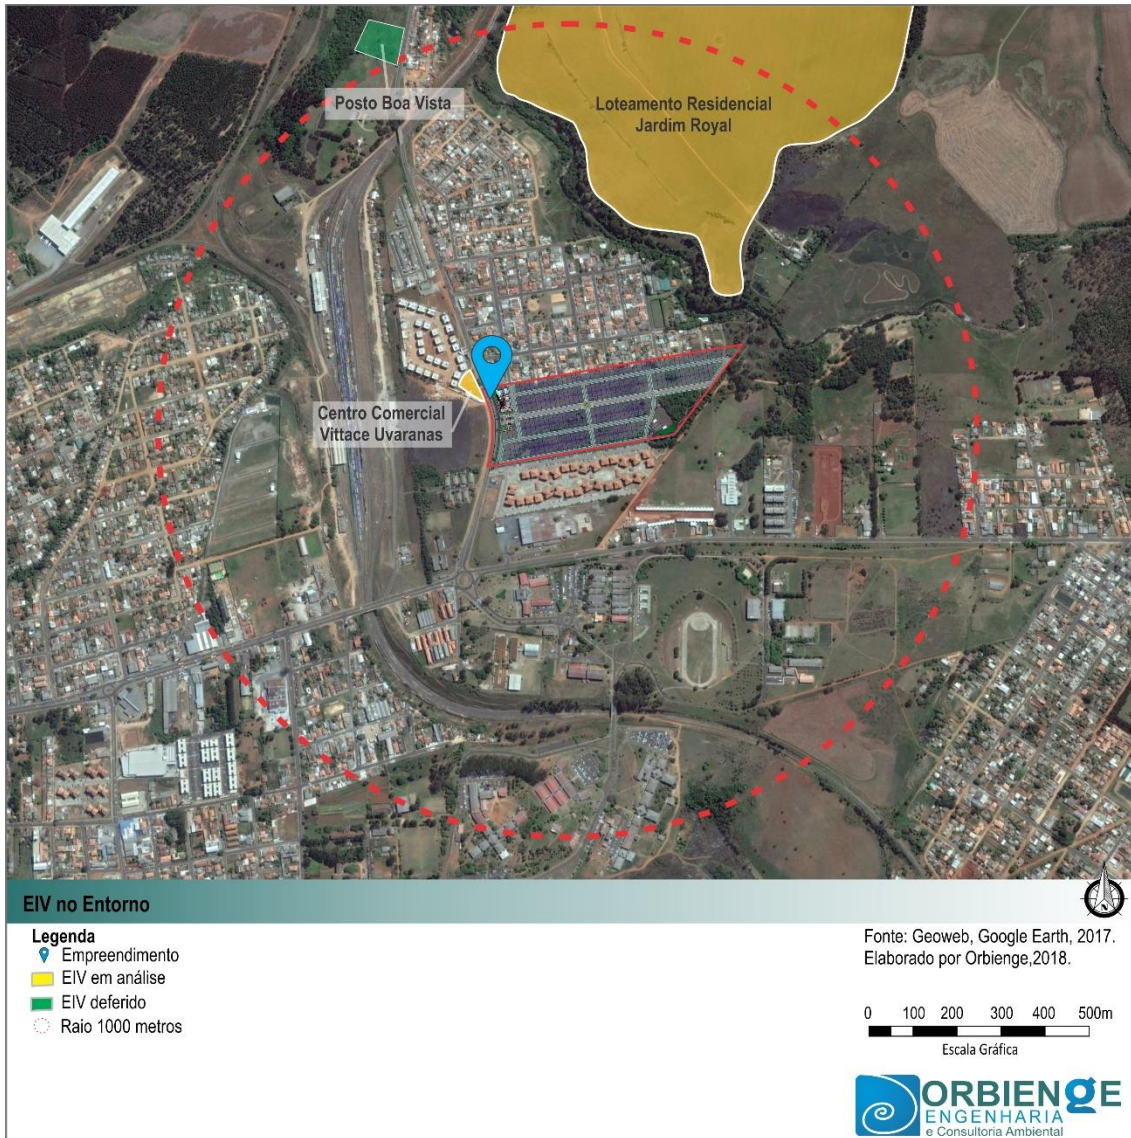 Posto Boa Vista
Loteamento Residencial
Jardim Royal
Centro Comercial
Vittace Uvaranas
EIV no Entorno
N
Legenda
Empreendimento
EIV em análise
EIV deferido
Raio 1000 metros
Fonte: Geoweb, Google Earth, 2017.
Elaborado por Orbienge,2018.
0 100 200 300 400 500m
Escala Gráfica
ORBIENGE
ENGENHARIA
e Consultoria Ambiental